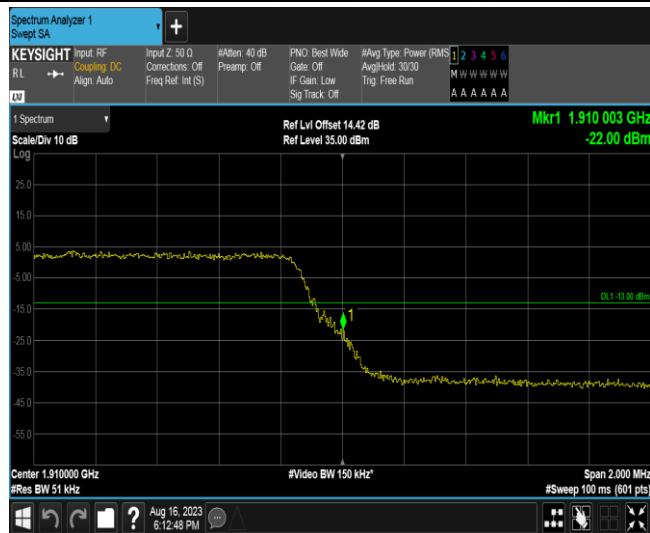 Spectrum Analyzer 1
Swept SA
+
KEYSIGHT
RL
LXI
Input: RF
Coupling: DC
Align: Auto
Input Z: 50 Ω
Corrections: Off
Freq Ref: Int (S)
#Atten: 40 dB
Preamp: Off
PNO: Best Wide
Gate: Off
IF Gain: Low
Sig Track: Off
#Avg Type: Power (RMS
Avg|Hold: 30/30
Trig: Free Run
1 2 3 4 5 6
M W W W W W
A A A A A A
1 Spectrum
Scale/Div 10 dB
Log
Ref Lvl Offset 14.42 dB
Ref Level 35.00 dBm
Mkr1 1.910 003 GHz
-22.00 dBm
25.0
15.0
5.00
-5.00
-15.0
-25.0
-35.0
-45.0
-55.0
DL1 -13.00 dBm
1
Center 1.910000 GHz
#Res BW 51 kHz
#Video BW 150 kHz*
Span 2.000 MHz
#Sweep 100 ms (601 pts)
?
Aug 16, 2023
6:12:48 PM